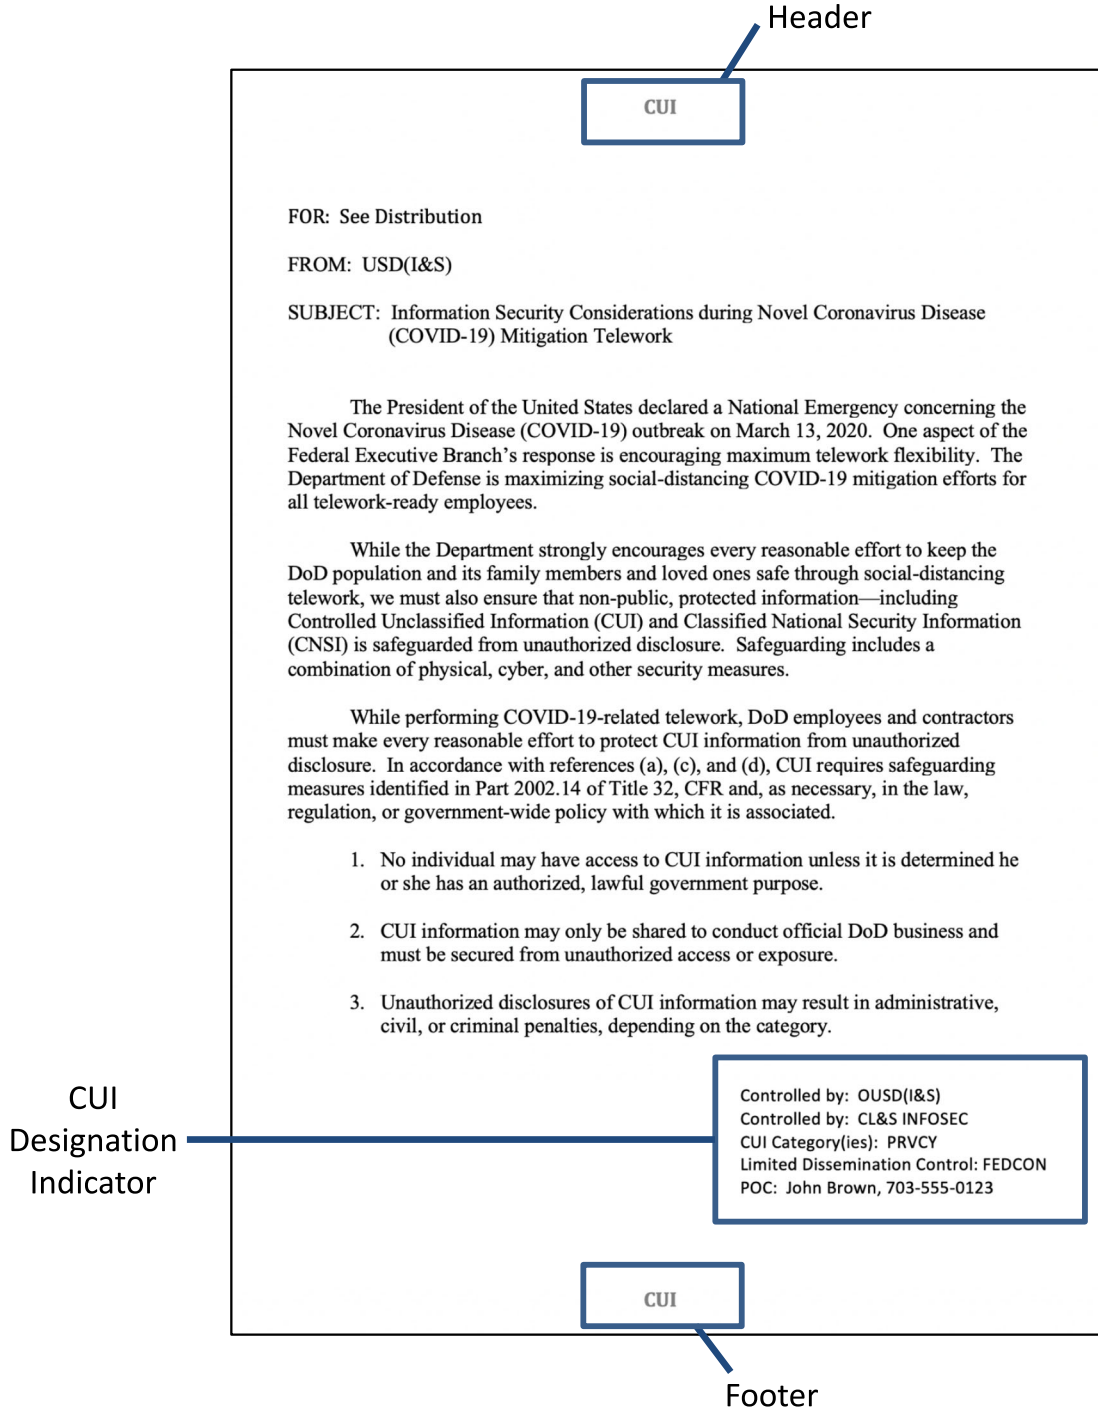 Header
CUI
FOR:  See Distribution
FROM:  USD(I&S)
SUBJECT:  Information Security Considerations during Novel Coronavirus Disease
(COVID-19) Mitigation Telework
The President of the United States declared a National Emergency concerning the
Novel Coronavirus Disease (COVID-19) outbreak on March 13, 2020.  One aspect of the
Federal Executive Branch’s response is encouraging maximum telework flexibility.  The
Department of Defense is maximizing social-distancing COVID-19 mitigation efforts for
all telework-ready employees.
While the Department strongly encourages every reasonable effort to keep the
DoD population and its family members and loved ones safe through social-distancing
telework, we must also ensure that non-public, protected information—including
Controlled Unclassified Information (CUI) and Classified National Security Information
(CNSI) is safeguarded from unauthorized disclosure.  Safeguarding includes a
combination of physical, cyber, and other security measures.
While performing COVID-19-related telework, DoD employees and contractors
must make every reasonable effort to protect CUI information from unauthorized
disclosure.  In accordance with references (a), (c), and (d), CUI requires safeguarding
measures identified in Part 2002.14 of Title 32, CFR and, as necessary, in the law,
regulation, or government-wide policy with which it is associated.
1.  No individual may have access to CUI information unless it is determined he
or she has an authorized, lawful government purpose.
2.  CUI information may only be shared to conduct official DoD business and
must be secured from unauthorized access or exposure.
3.  Unauthorized disclosures of CUI information may result in administrative,
civil, or criminal penalties, depending on the category.
CUI
Designation
Indicator
Controlled by:  OUSD(I&S)
Controlled by:  CL&S INFOSEC
CUI Category(ies):  PRVCY
Limited Dissemination Control: FEDCON
POC:  John Brown, 703-555-0123
CUI
Footer